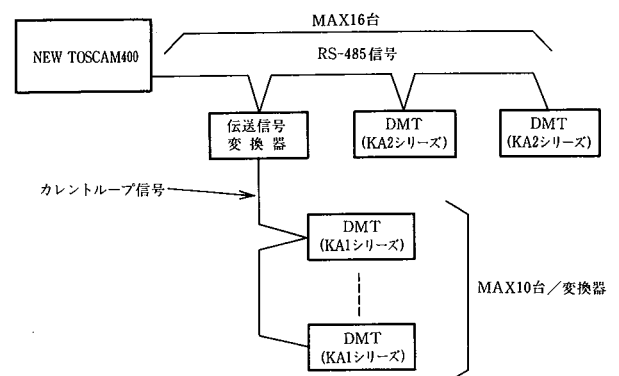 MAX16台
NEW TOSCAM400
RS-485信号
伝送信号
変換器
DMT
(KA2シリーズ)
DMT
(KA2シリーズ)
カレントループ信号
DMT
(KA1シリーズ)
MAX10台/変換器
DMT
(KA1シリーズ)